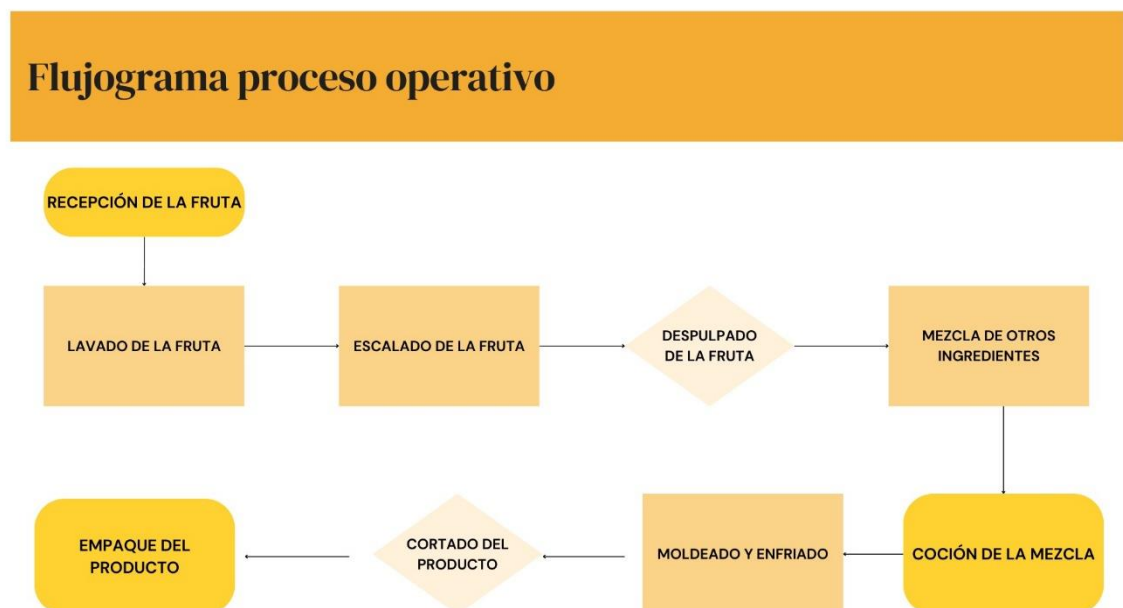 Flujograma proceso operativo
RECEPCIÓN DE LA FRUTA
LAVADO DE LA FRUTA
ESCALADO DE LA FRUTA
DESPULPADO
DE LA FRUTA
MEZCLA DE OTROS
INGREDIENTES
COCIÓN DE LA MEZCLA
MOLDEADO Y ENFRIADO
CORTADO DEL
PRODUCTO
EMPAQUE DEL
PRODUCTO